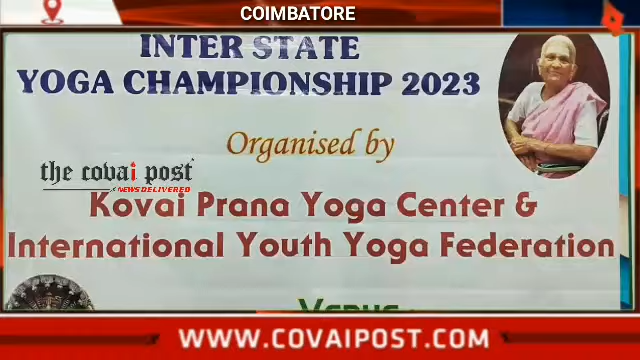 COIMBATORE
INTER STATE
YOGA CHAMPIONSHIP 2023
Organised by
the covai post
NEWS DELIVERED
Kovai Prana Yoga Center &
International Youth Yoga Federation
WWW.COVAIPOST.COM